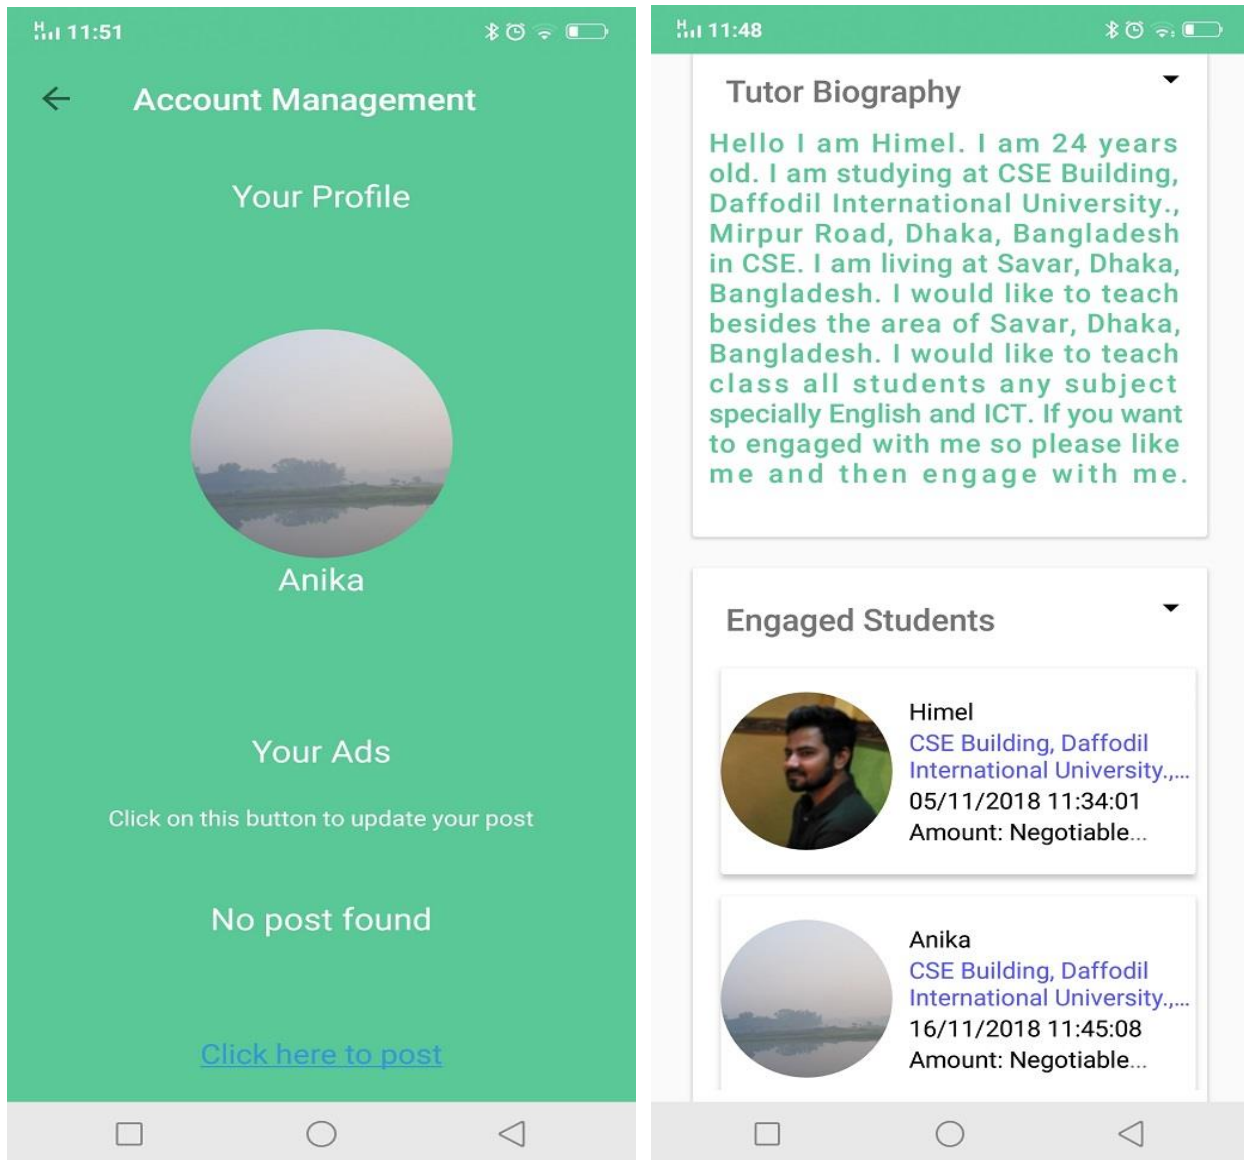 H 11:51
Account Management
Your Profile
Anika
Your Ads
Click on this button to update your post
No post found
Click here to post
H 11:48
Tutor Biography
Hello I am Himel. I am 24 years
old. I am studying at CSE Building,
Daffodil International University.,
Mirpur Road, Dhaka, Bangladesh
in CSE. I am living at Savar, Dhaka,
Bangladesh. I would like to teach
besides the area of Savar, Dhaka,
Bangladesh. I would like to teach
class all students any subject
specially English and ICT. If you want
to engaged with me so please like
me and then engage with me.
Engaged Students
Himel
CSE Building, Daffodil
International University.,...
05/11/2018 11:34:01
Amount: Negotiable...
Anika
CSE Building, Daffodil
International University.,...
16/11/2018 11:45:08
Amount: Negotiable...